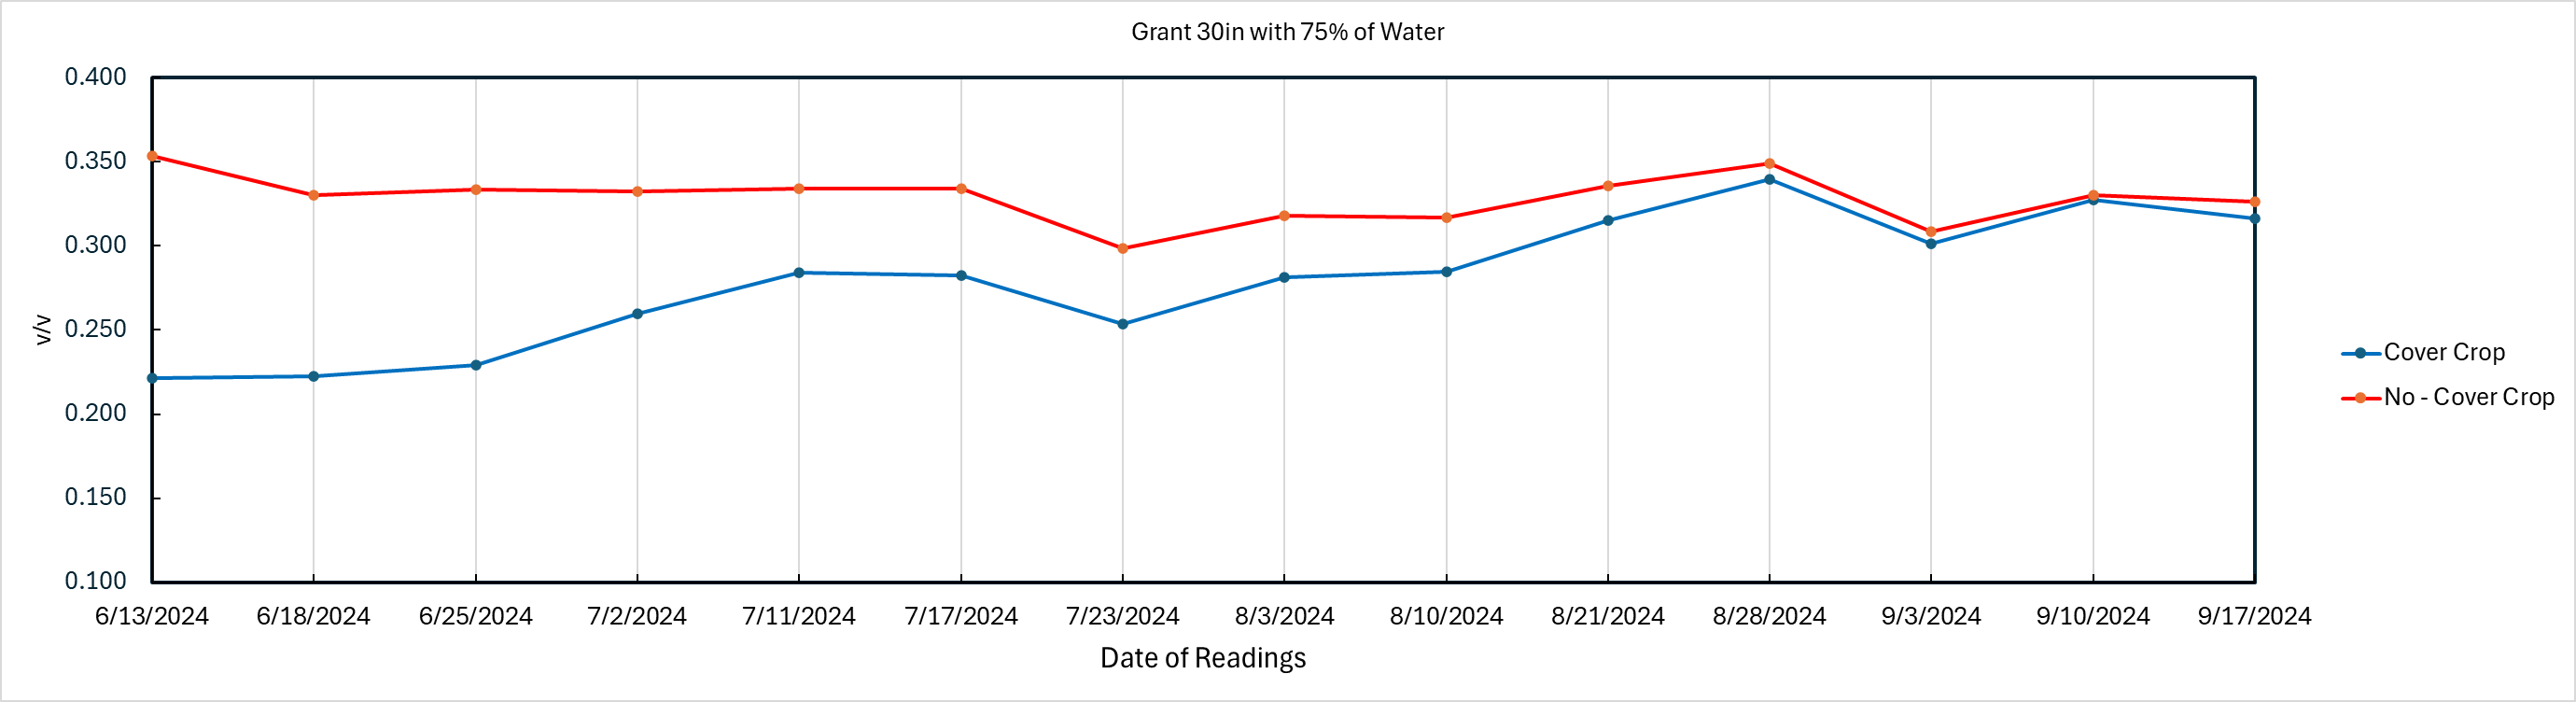 Grant 30in with 75% of Water
0.400
0.350
0.300
0.250
0.200
0.150
0.100
v/v
6/13/2024 6/18/2024 6/25/2024 7/2/2024 7/11/2024 7/17/2024 7/23/2024 8/3/2024 8/10/2024 8/21/2024 8/28/2024 9/3/2024 9/10/2024 9/17/2024
Date of Readings
Cover Crop
No - Cover Crop